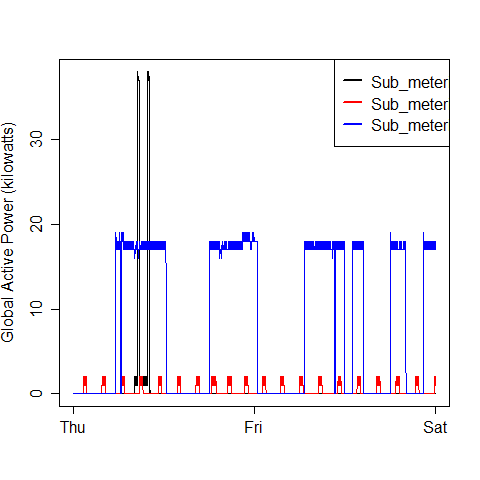 Sub_meter
Sub_meter
Sub_meter
Global Active Power (kilowatts)
30
20
10
0
Thu Fri Sat